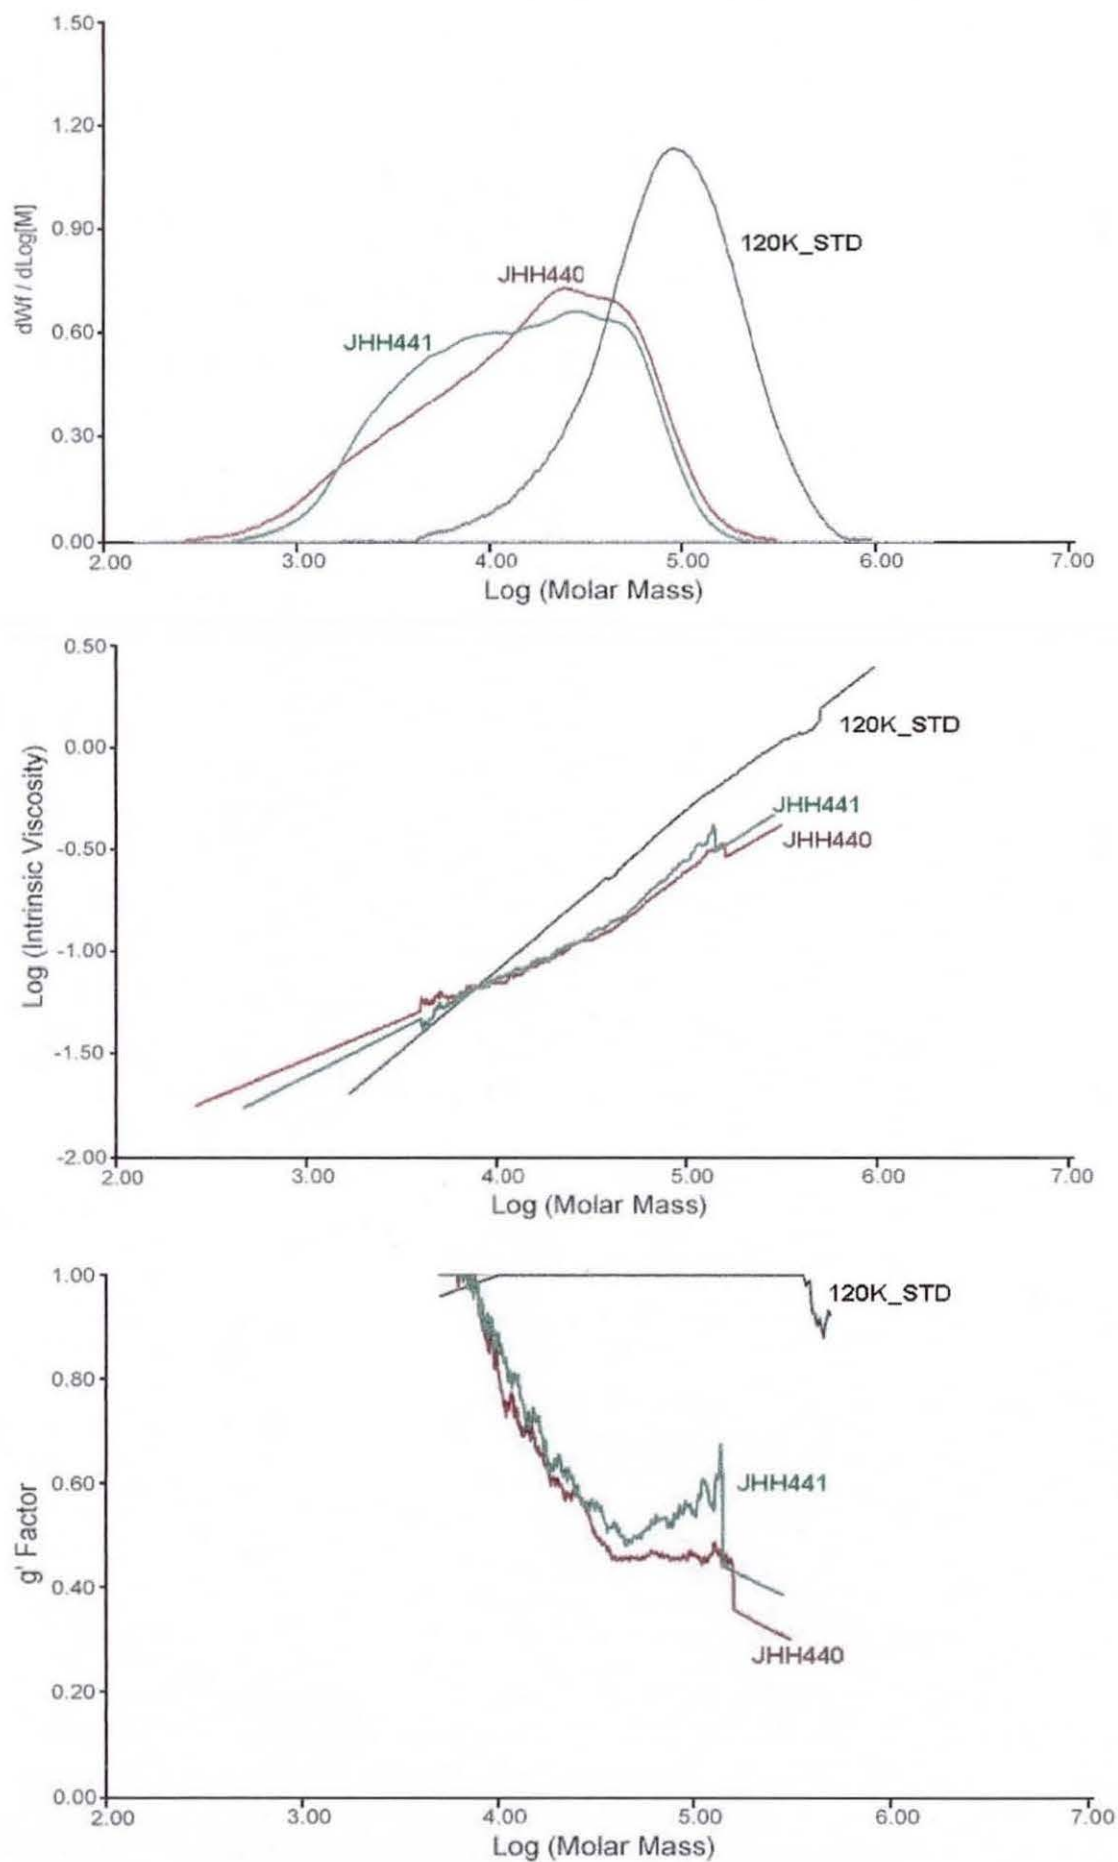 1.50
1.20
0.90
0.60
0.30
0.00
dWf / dLog[M]
JHH440
JHH441
120K_STD
2.00 3.00 4.00 5.00 6.00 7.00
Log (Molar Mass)
0.50
0.00
-0.50
-1.00
-1.50
-2.00
Log (Intrinsic Viscosity)
120K_STD
JHH441
JHH440
2.00 3.00 4.00 5.00 6.00 7.00
Log (Molar Mass)
1.00
0.80
0.60
0.40
0.20
0.00
g' Factor
120K_STD
JHH441
JHH440
2.00 3.00 4.00 5.00 6.00 7.00
Log (Molar Mass)